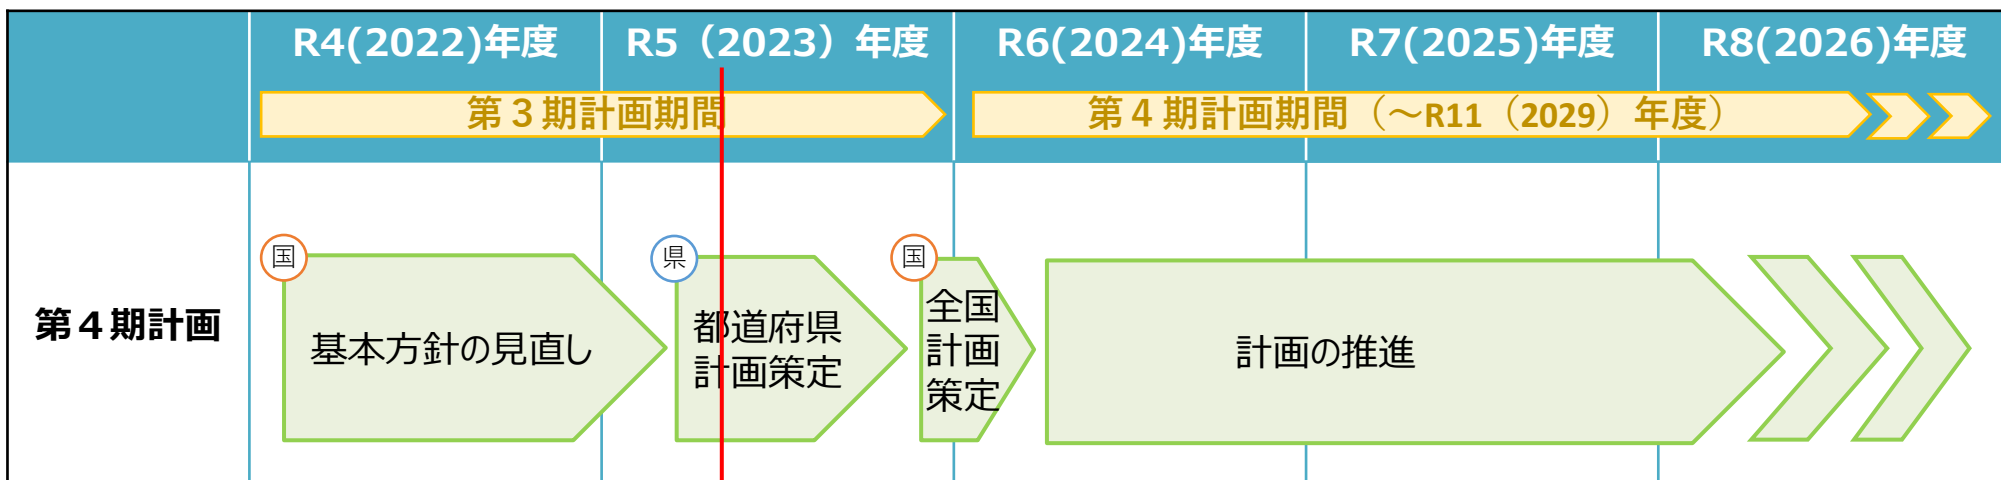 R4(2022)年度
R5（2023）年度
R6(2024)年度
R7(2025)年度
R8(2026)年度
第３期計画期間
第４期計画期間（～R11（2029）年度）
第４期計画
国
基本方針の見直し
県
都道府県
計画策定
国
全国
計画
策定
計画の推進